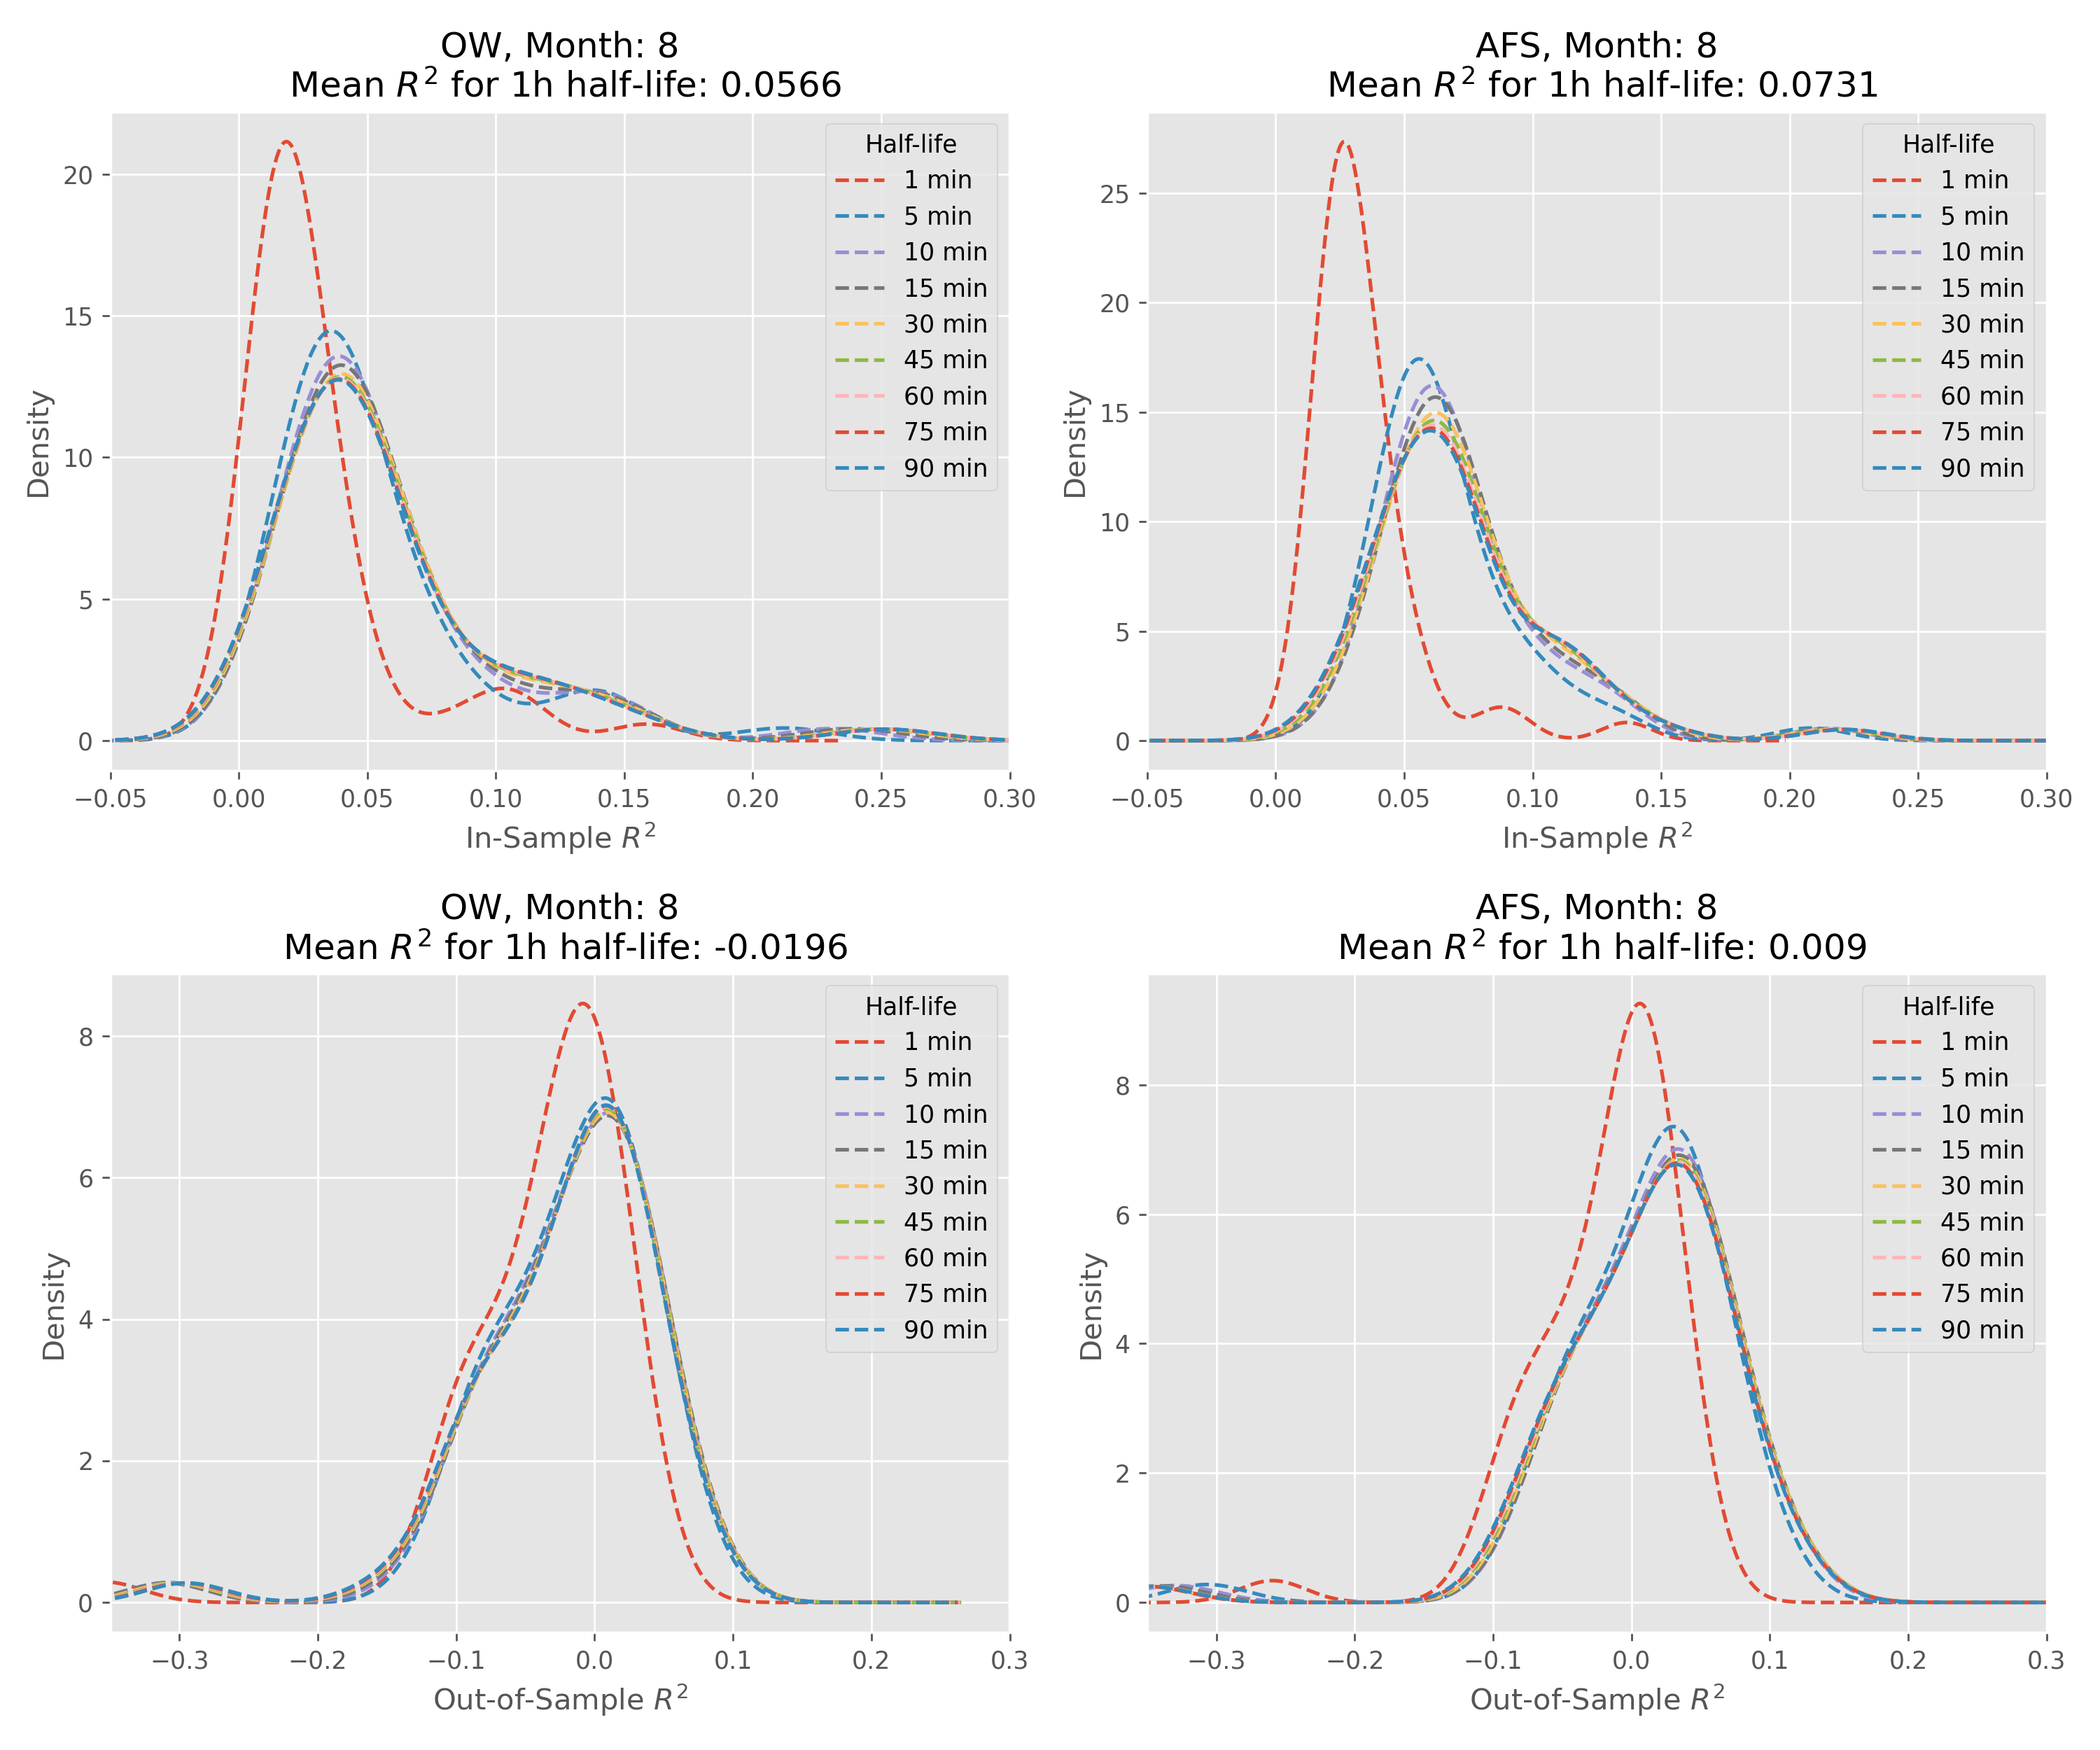 OW, Month: 8
Mean R² for 1h half-life: 0.0566
Density
20
15
10
5
0
−0.05
0.00
0.05
0.10
0.15
0.20
0.25
0.30
In-Sample R²
Half-life
1 min
5 min
10 min
15 min
30 min
45 min
60 min
75 min
90 min
AFS, Month: 8
Mean R² for 1h half-life: 0.0731
Density
25
20
15
10
5
0
−0.05
0.00
0.05
0.10
0.15
0.20
0.25
0.30
In-Sample R²
Half-life
1 min
5 min
10 min
15 min
30 min
45 min
60 min
75 min
90 min
OW, Month: 8
Mean R² for 1h half-life: -0.0196
Density
8
6
4
2
0
−0.3
−0.2
−0.1
0.0
0.1
0.2
0.3
Out-of-Sample R²
Half-life
1 min
5 min
10 min
15 min
30 min
45 min
60 min
75 min
90 min
AFS, Month: 8
Mean R² for 1h half-life: 0.009
Density
8
6
4
2
0
−0.3
−0.2
−0.1
0.0
0.1
0.2
0.3
Out-of-Sample R²
Half-life
1 min
5 min
10 min
15 min
30 min
45 min
60 min
75 min
90 min